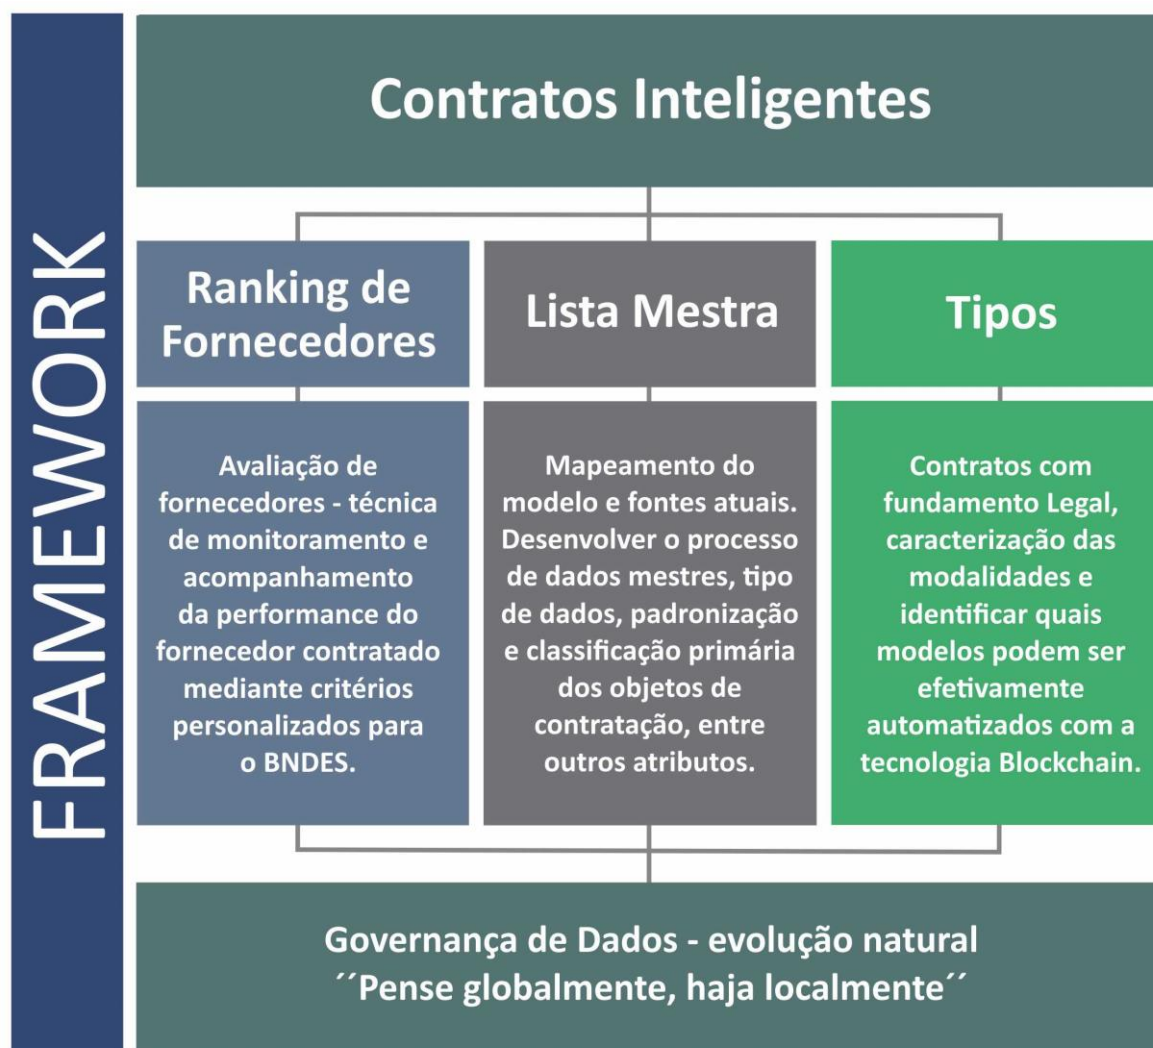 FRAMEWORK
Contratos Inteligentes
Ranking de
Fornecedores
Avaliação de
fornecedores - técnica
de monitoramento e
acompanhamento
da performance do
fornecedor contratado
mediante critérios
personalizados para
o BNDES.
Lista Mestra
Mapeamento do
modelo e fontes atuais.
Desenvolver o processo
de dados mestres, tipo
de dados, padronização
e classificação primária
dos objetos de
contratação, entre
outros atributos.
Tipos
Contratos com
fundamento Legal,
caracterização das
modalidades e
identificar quais
modelos podem ser
efetivamente
automatizados com a
tecnologia Blockchain.
Governança de Dados - evolução natural
´´Pense globalmente, haja localmente´´